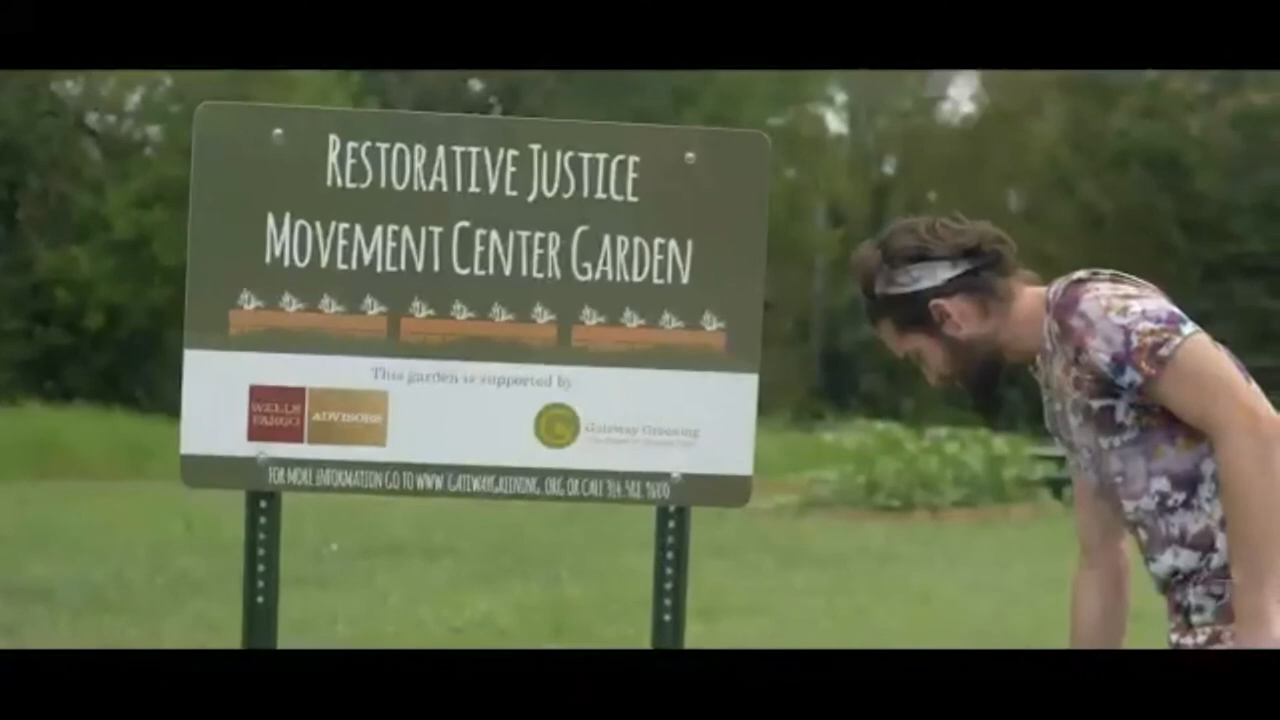 RESTORATIVE JUSTICE
MOVEMENT CENTER GARDEN
This garden is supported by
WELLS FARGO
ADVISORS
Gateway Greening
FOR MORE INFORMATION GO TO WWW.GATEWAYGREENING.ORG OR CALL